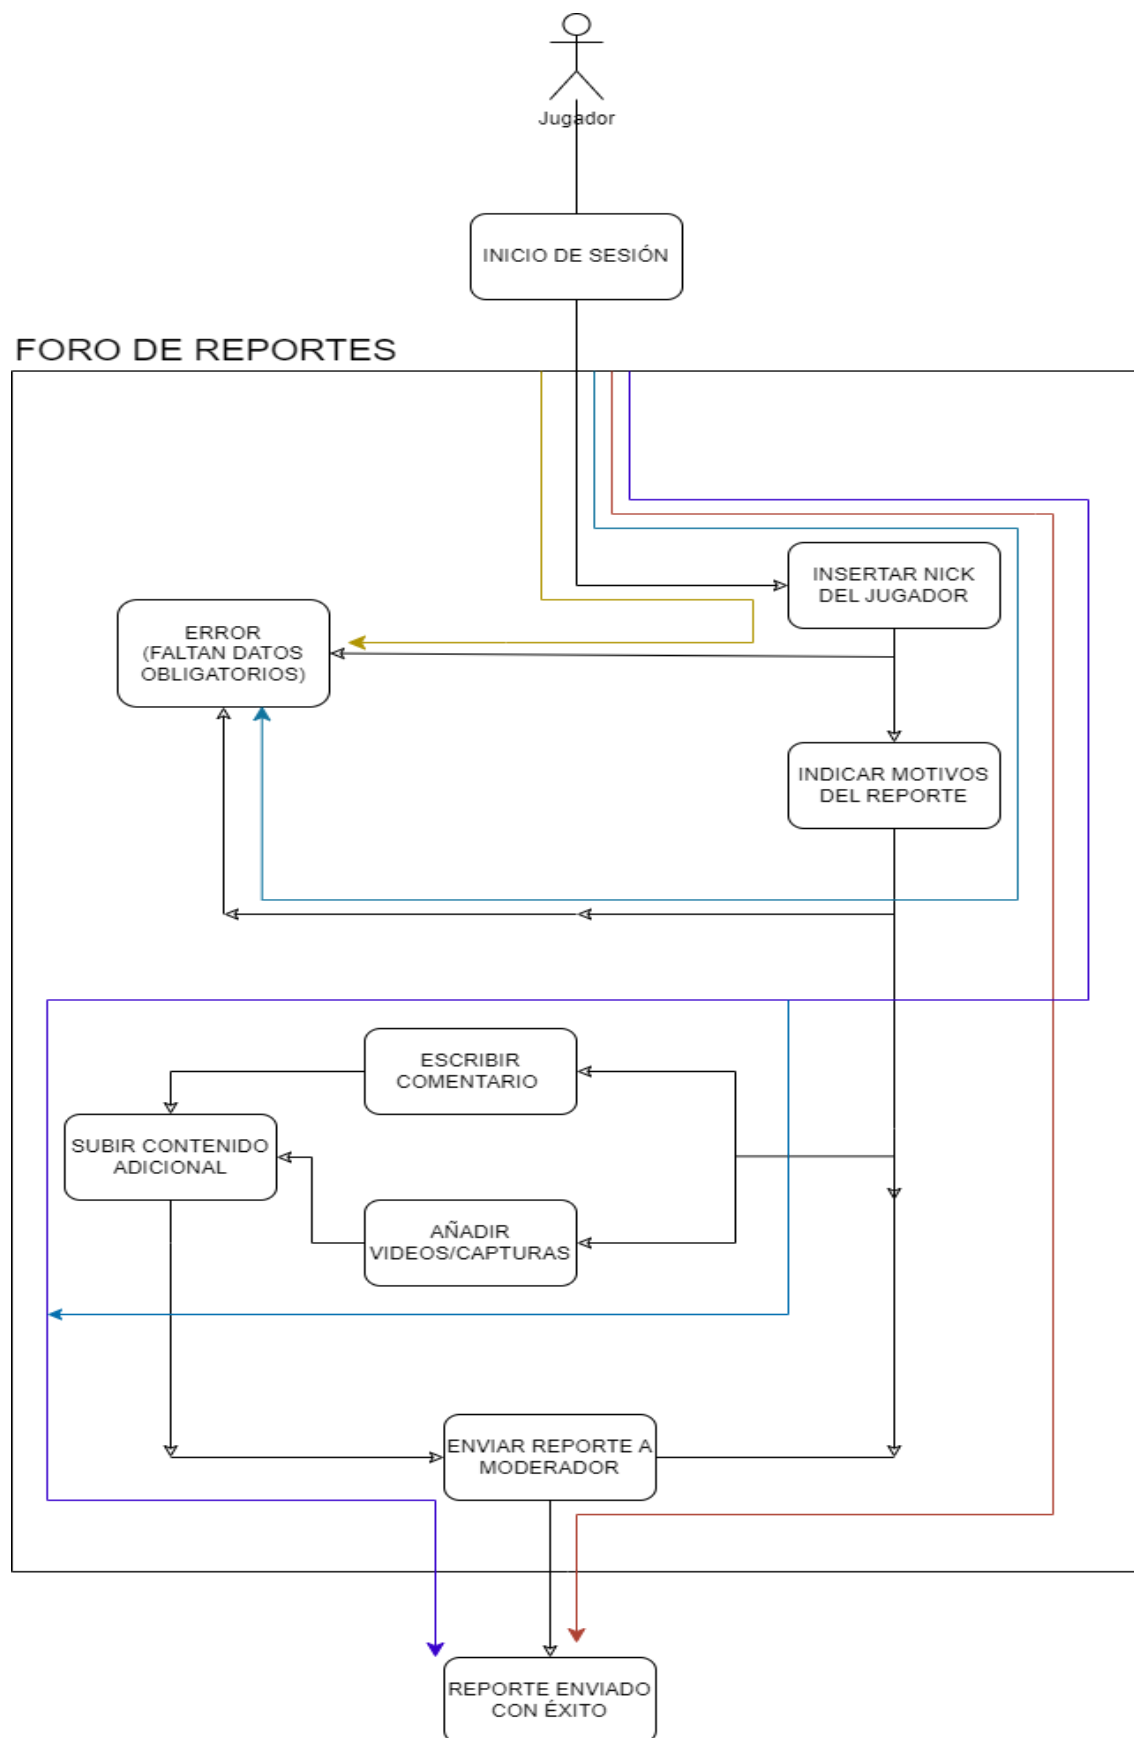 Jugador
INICIO DE SESIÓN
FORO DE REPORTES
INSERTAR NICK
DEL JUGADOR
ERROR
(FALTAN DATOS
OBLIGATORIOS)
INDICAR MOTIVOS
DEL REPORTE
ESCRIBIR
COMENTARIO
SUBIR CONTENIDO
ADICIONAL
AÑADIR
VIDEOS/CAPTURAS
ENVIAR REPORTE A
MODERADOR
REPORTE ENVIADO
CON ÉXITO